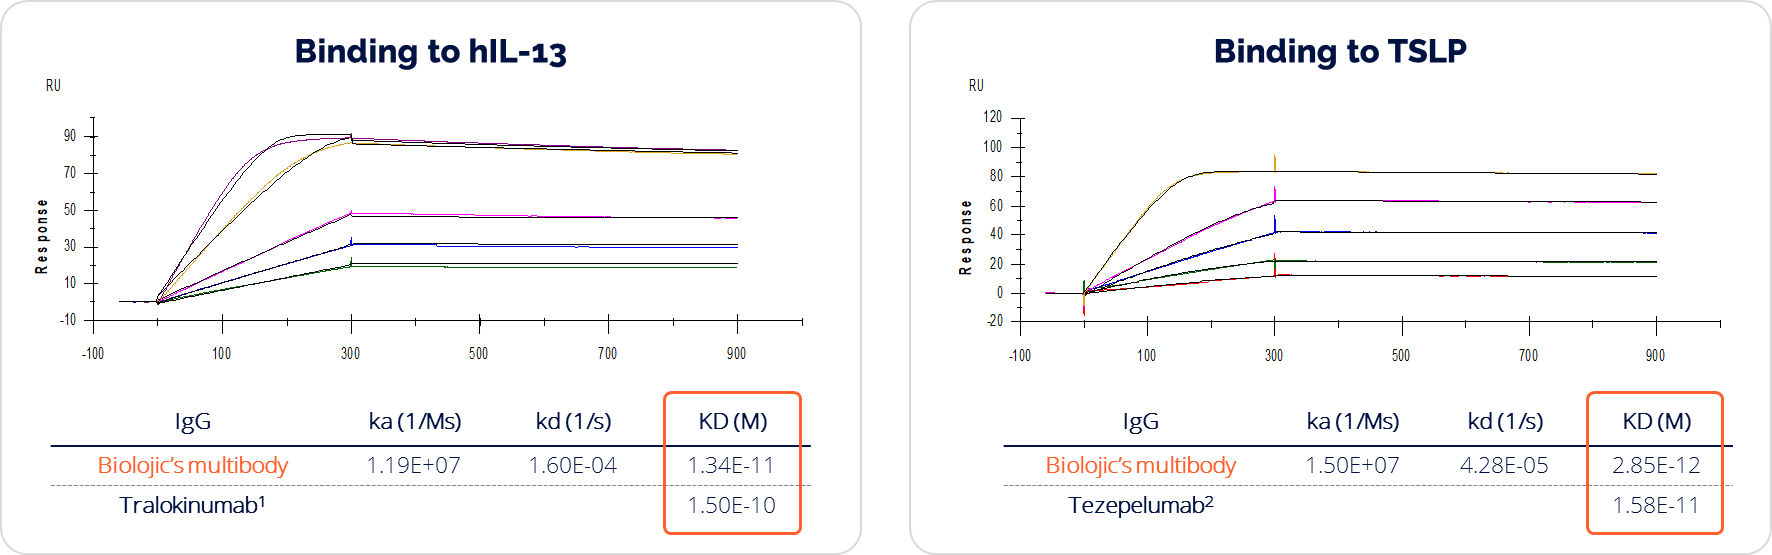 Binding to hIL-13
RU
90
70
50
30
10
-10
Response
-100 100 300 500 700 900
IgG ka (1/Ms) kd (1/s) KD (M)
Biolojic’s multibody 1.19E+07 1.60E-04 1.34E-11
Tralokinumab¹ 1.50E-10
Binding to TSLP
RU
120
100
80
60
40
20
0
-20
Response
-100 100 300 500 700 900
IgG ka (1/Ms) kd (1/s) KD (M)
Biolojic’s multibody 1.50E+07 4.28E-05 2.85E-12
Tezepelumab² 1.58E-11